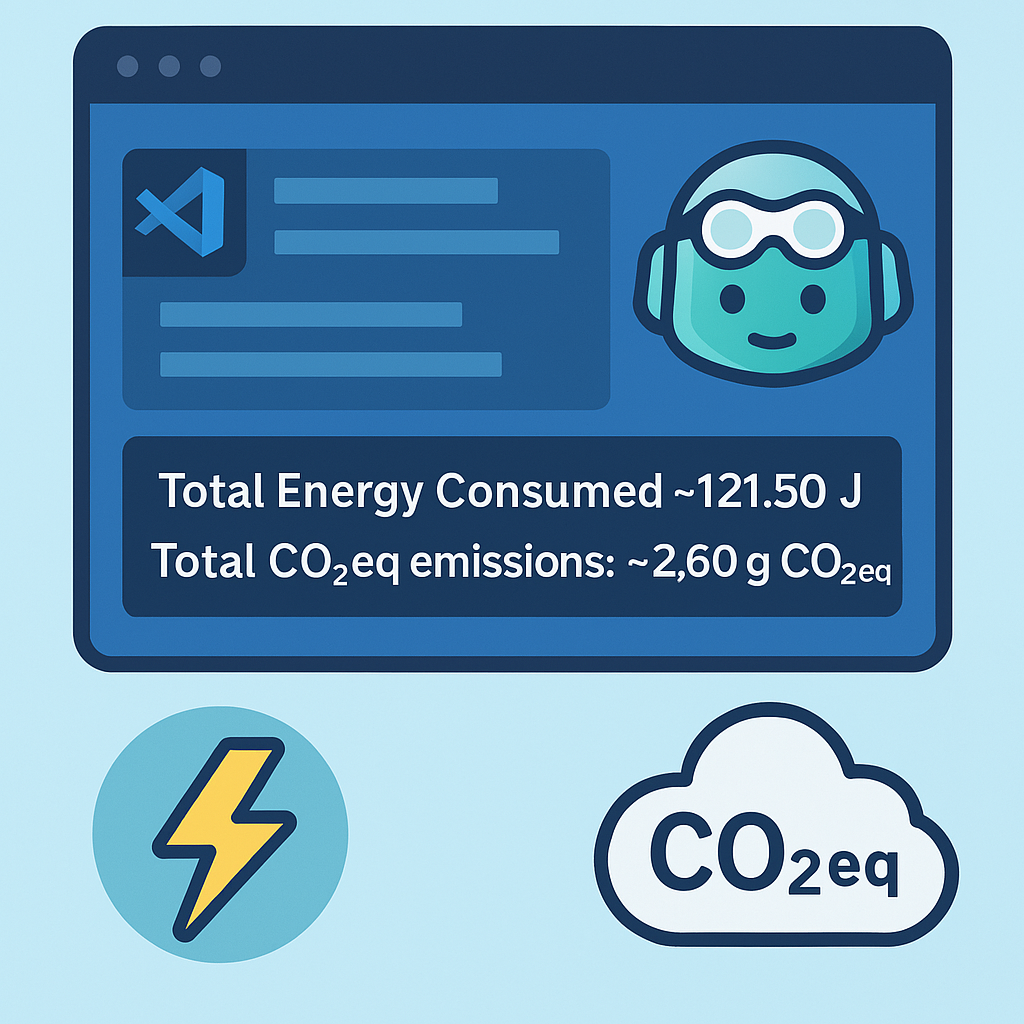 Total Energy Consumed ~121.50 J
Total CO₂eq emissions: ~2,60 g CO₂eq
CO₂eq